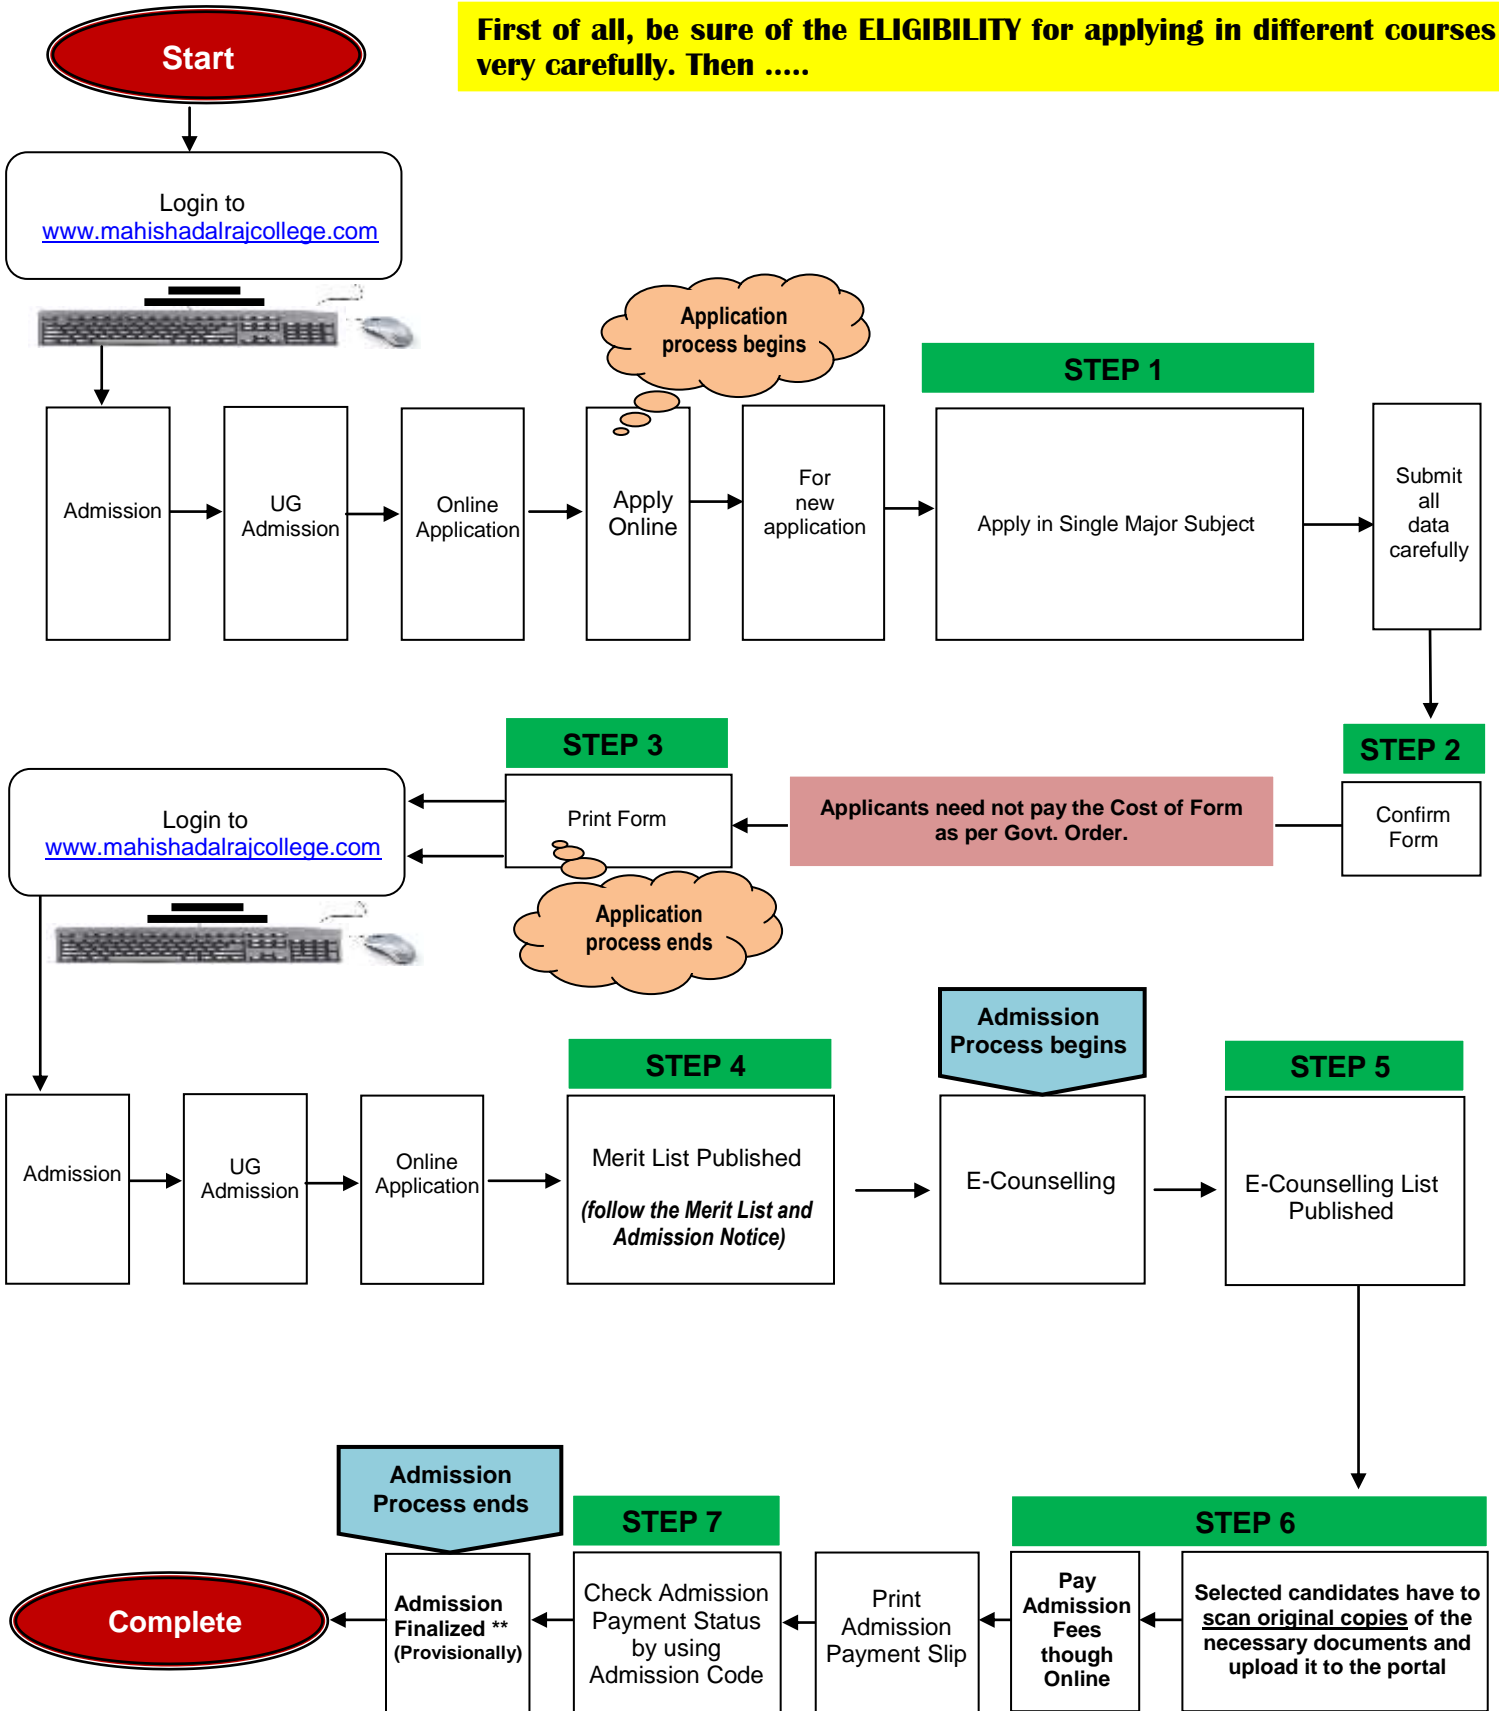 Start
First of all, be sure of the ELIGIBILITY for applying in different courses
very carefully. Then .....
Login to
www.mahishadalrajcollege.com
Application
process begins
STEP 1
Admission
UG
Admission
Online
Application
Apply
Online
For
new
application
Apply in Single Major Subject
Submit
all
data
carefully
STEP 2
Confirm
Form
Applicants need not pay the Cost of Form
as per Govt. Order.
STEP 3
Print Form
Application
process ends
Login to
www.mahishadalrajcollege.com
Admission
UG
Admission
Online
Application
STEP 4
Merit List Published
(follow the Merit List and
Admission Notice)
Admission
Process begins
E-Counselling
STEP 5
E-Counselling List
Published
STEP 6
Selected candidates have to
scan original copies of the
necessary documents and
upload it to the portal
Pay
Admission
Fees
though
Online
Print
Admission
Payment Slip
STEP 7
Check Admission
Payment Status
by using
Admission Code
Admission
Process ends
Admission
Finalized **
(Provisionally)
Complete